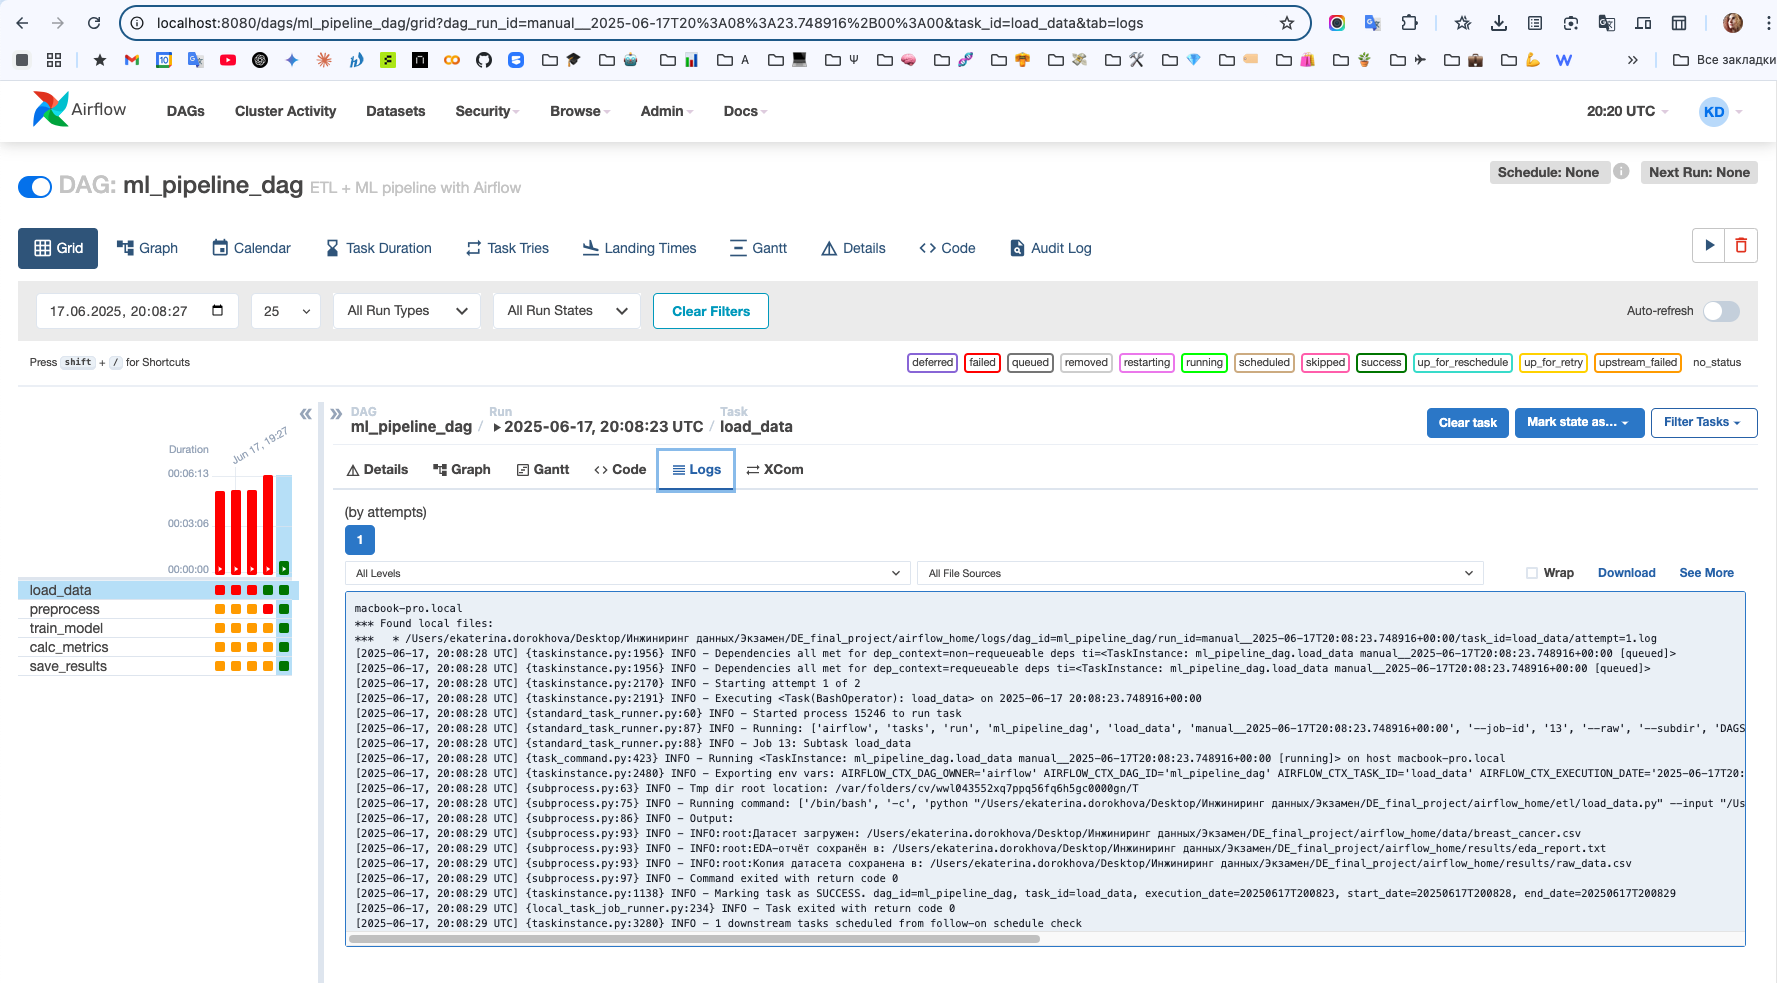 localhost:8080/dags/ml_pipeline_dag/grid?dag_run_id=manual__2025-06-17T20%3A08%3A23.748916%2B00%3A00&task_id=load_data&tab=logs
Все закладки
Airflow DAGs Cluster Activity Datasets Security Browse Admin Docs 20:20 UTC KD
DAG: ml_pipeline_dag ETL + ML pipeline with Airflow
Schedule: None Next Run: None
Grid Graph Calendar Task Duration Task Tries Landing Times Gantt Details Code Audit Log
17.06.2025, 20:08:27 25 All Run Types All Run States Clear Filters Auto-refresh
Press shift + / for Shortcuts
deferred failed queued removed restarting running scheduled skipped success up_for_reschedule up_for_retry upstream_failed no_status
Duration
Jun 17, 19:27
00:06:13
00:03:06
00:00:00
load_data
preprocess
train_model
calc_metrics
save_results
DAG Run Task
ml_pipeline_dag / 2025-06-17, 20:08:23 UTC / load_data
Clear task Mark state as... Filter Tasks
Details Graph Gantt Code Logs XCom
(by attempts)
1
All Levels All File Sources Wrap Download See More
macbook-pro.local
*** Found local files:
*** * /Users/ekaterina.dorokhova/Desktop/Инжиниринг данных/Экзамен/DE_final_project/airflow_home/logs/dag_id=ml_pipeline_dag/run_id=manual__2025-06-17T20:08:23.748916+00:00/task_id=load_data/attempt=1.log
[2025-06-17, 20:08:28 UTC] {taskinstance.py:1956} INFO - Dependencies all met for dep_context=non-requeueable deps ti=<TaskInstance: ml_pipeline_dag.load_data manual__2025-06-17T20:08:23.748916+00:00 [queued]>
[2025-06-17, 20:08:28 UTC] {taskinstance.py:1956} INFO - Dependencies all met for dep_context=requeueable deps ti=<TaskInstance: ml_pipeline_dag.load_data manual__2025-06-17T20:08:23.748916+00:00 [queued]>
[2025-06-17, 20:08:28 UTC] {taskinstance.py:2170} INFO - Starting attempt 1 of 2
[2025-06-17, 20:08:28 UTC] {taskinstance.py:2191} INFO - Executing <Task(BashOperator): load_data> on 2025-06-17 20:08:23.748916+00:00
[2025-06-17, 20:08:28 UTC] {standard_task_runner.py:60} INFO - Started process 15246 to run task
[2025-06-17, 20:08:28 UTC] {standard_task_runner.py:87} INFO - Running: ['airflow', 'tasks', 'run', 'ml_pipeline_dag', 'load_data', 'manual__2025-06-17T20:08:23.748916+00:00', '--job-id', '13', '--raw', '--subdir', 'DAGS
[2025-06-17, 20:08:28 UTC] {standard_task_runner.py:88} INFO - Job 13: Subtask load_data
[2025-06-17, 20:08:28 UTC] {task_command.py:423} INFO - Running <TaskInstance: ml_pipeline_dag.load_data manual__2025-06-17T20:08:23.748916+00:00 [running]> on host macbook-pro.local
[2025-06-17, 20:08:28 UTC] {taskinstance.py:2480} INFO - Exporting env vars: AIRFLOW_CTX_DAG_OWNER='airflow' AIRFLOW_CTX_DAG_ID='ml_pipeline_dag' AIRFLOW_CTX_TASK_ID='load_data' AIRFLOW_CTX_EXECUTION_DATE='2025-06-17T20:
[2025-06-17, 20:08:28 UTC] {subprocess.py:63} INFO - Tmp dir root location: /var/folders/cv/wwl043552xq7ppq56fq6h5gc0000gn/T
[2025-06-17, 20:08:28 UTC] {subprocess.py:75} INFO - Running command: ['/bin/bash', '-c', 'python "/Users/ekaterina.dorokhova/Desktop/Инжиниринг данных/Экзамен/DE_final_project/airflow_home/etl/load_data.py" --input "/Us
[2025-06-17, 20:08:28 UTC] {subprocess.py:86} INFO - Output:
[2025-06-17, 20:08:29 UTC] {subprocess.py:93} INFO - INFO:root:Датасет загружен: /Users/ekaterina.dorokhova/Desktop/Инжиниринг данных/Экзамен/DE_final_project/airflow_home/data/breast_cancer.csv
[2025-06-17, 20:08:29 UTC] {subprocess.py:93} INFO - INFO:root:EDA-отчёт сохранён в: /Users/ekaterina.dorokhova/Desktop/Инжиниринг данных/Экзамен/DE_final_project/airflow_home/results/eda_report.txt
[2025-06-17, 20:08:29 UTC] {subprocess.py:93} INFO - INFO:root:Копия датасета сохранена в: /Users/ekaterina.dorokhova/Desktop/Инжиниринг данных/Экзамен/DE_final_project/airflow_home/results/raw_data.csv
[2025-06-17, 20:08:29 UTC] {subprocess.py:97} INFO - Command exited with return code 0
[2025-06-17, 20:08:29 UTC] {taskinstance.py:1138} INFO - Marking task as SUCCESS. dag_id=ml_pipeline_dag, task_id=load_data, execution_date=20250617T200823, start_date=20250617T200828, end_date=20250617T200829
[2025-06-17, 20:08:29 UTC] {local_task_job_runner.py:234} INFO - Task exited with return code 0
[2025-06-17, 20:08:29 UTC] {taskinstance.py:3280} INFO - 1 downstream tasks scheduled from follow-on schedule check